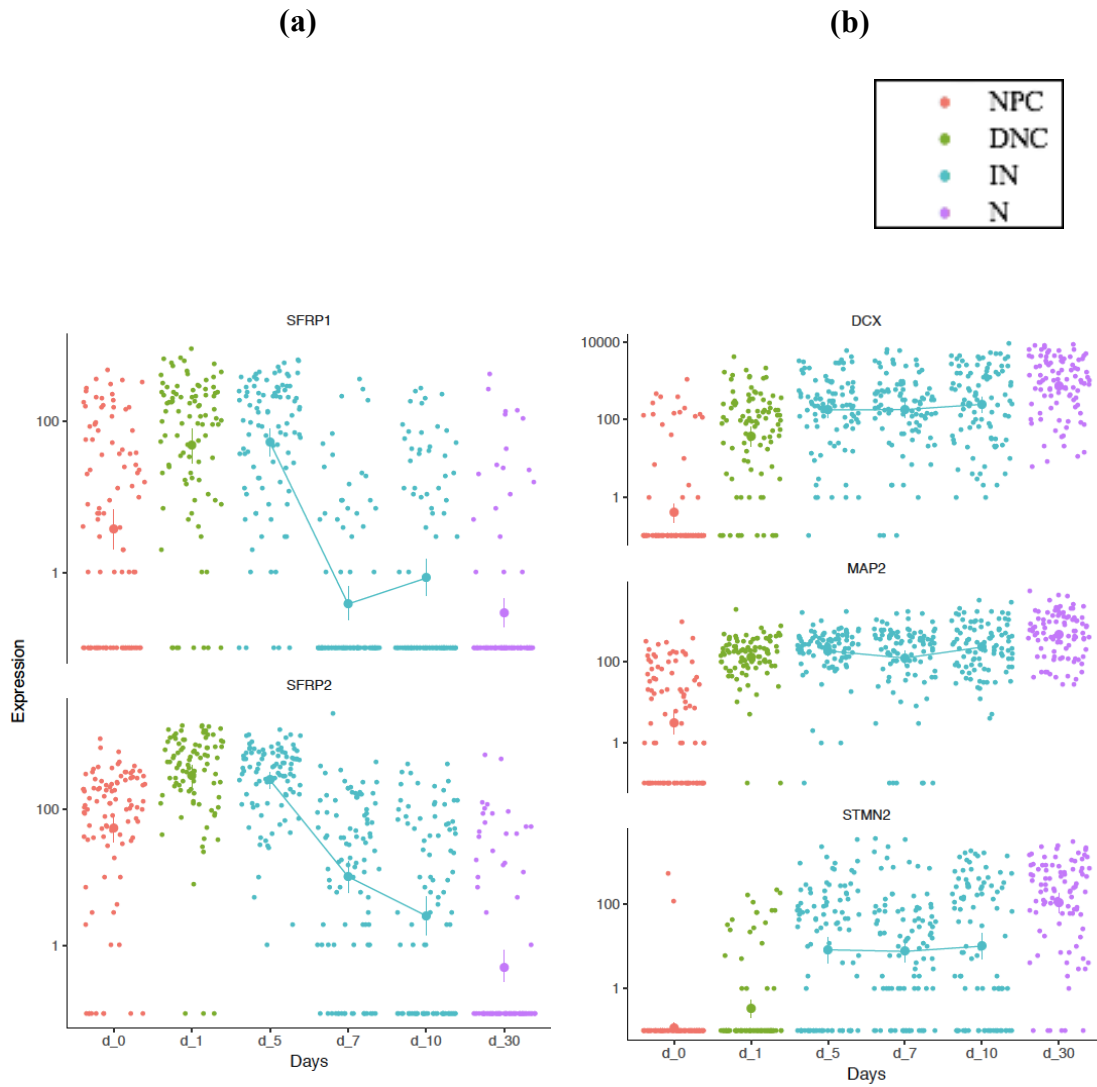 (a)
(b)
NPC
DNC
IN
N
SFRP1
100
1
SFRP2
100
1
Expression
d_0 d_1 d_5 d_7 d_10 d_30
Days
DCX
10000
100
1
MAP2
100
1
STMN2
100
1
d_0 d_1 d_5 d_7 d_10 d_30
Days